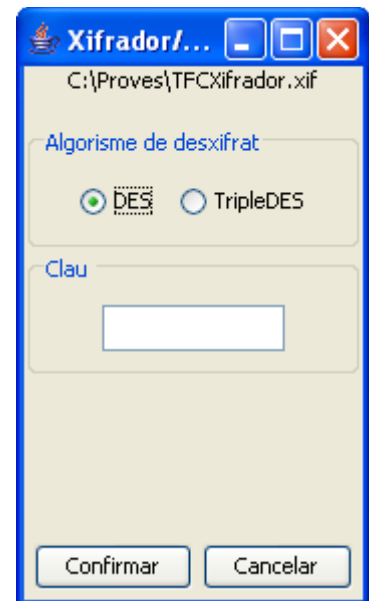 Xifrador/...
C:\Proves\TFCXifrador.xif
Algorisme de desxifrat
DES TripleDES
Clau
Confirmar Cancelar